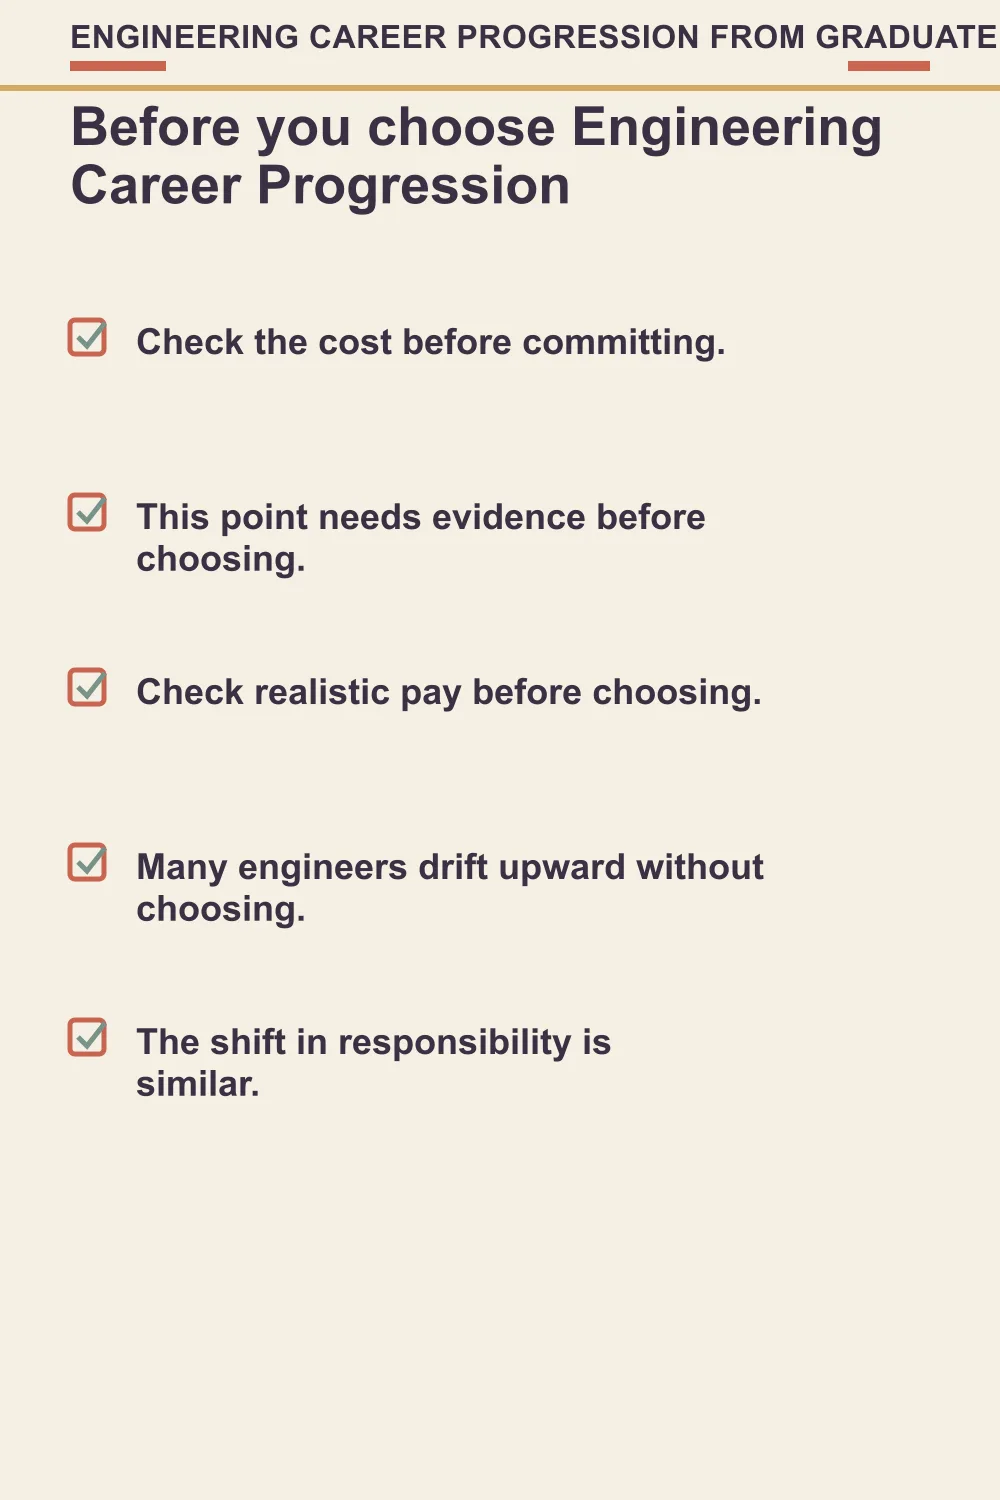 ENGINEERING CAREER PROGRESSION FROM GRADUATE
Before you choose Engineering
Career Progression
Check the cost before committing.
This point needs evidence before
choosing.
Check realistic pay before choosing.
Many engineers drift upward without
choosing.
The shift in responsibility is
similar.